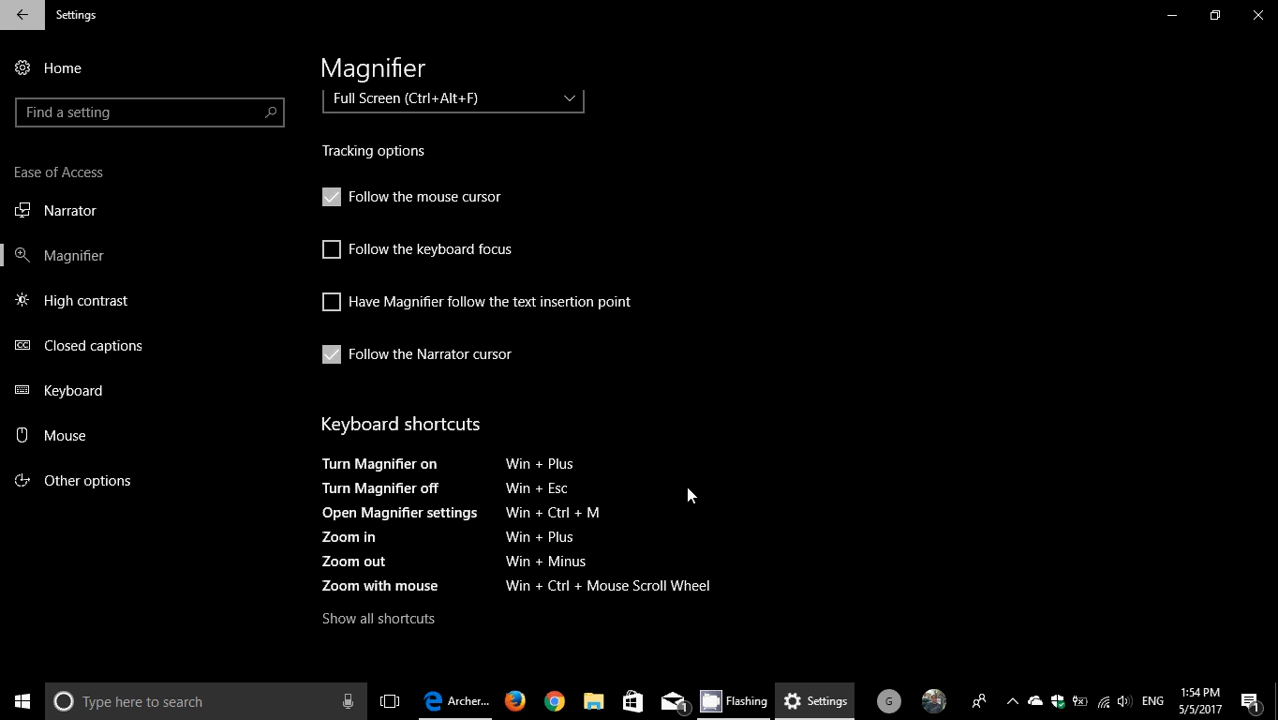 Settings
Home
Find a setting
Ease of Access
Narrator
Magnifier
High contrast
Closed captions
Keyboard
Mouse
Other options
Magnifier
Full Screen (Ctrl+Alt+F)
Tracking options
Follow the mouse cursor
Follow the keyboard focus
Have Magnifier follow the text insertion point
Follow the Narrator cursor
Keyboard shortcuts
Turn Magnifier on Win + Plus
Turn Magnifier off Win + Esc
Open Magnifier settings Win + Ctrl + M
Zoom in Win + Plus
Zoom out Win + Minus
Zoom with mouse Win + Ctrl + Mouse Scroll Wheel
Show all shortcuts
Type here to search
Archer...
1
Flashing
Settings
G
ENG
1:54 PM
5/5/2017
1